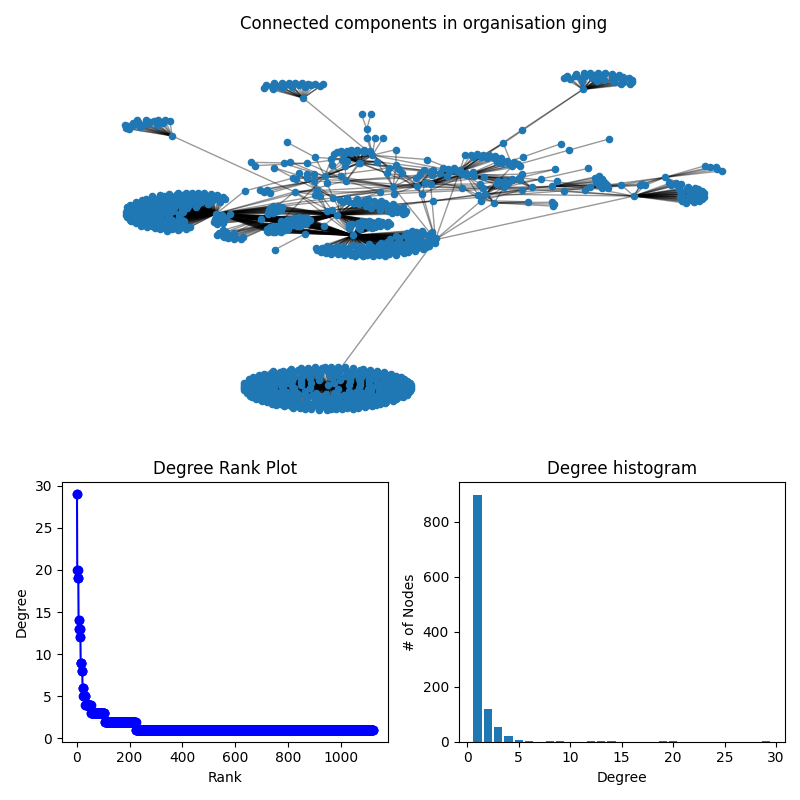 Connected components in organisation ging
Degree Rank Plot
Degree
30
25
20
15
10
5
0
0 200 400 600 800 1000
Rank
Degree histogram
# of Nodes
800
600
400
200
0
0 5 10 15 20 25 30
Degree